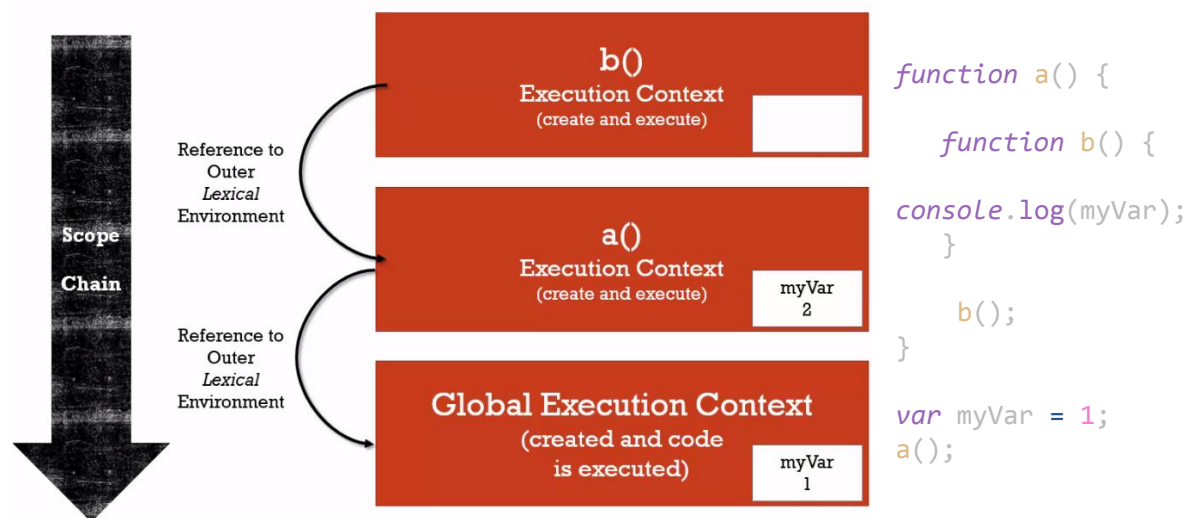 b()
Execution Context
(create and execute)
Reference to
Outer
Lexical
Environment
a()
Execution Context
(create and execute)
myVar
2
Scope
Chain
Reference to
Outer
Lexical
Environment
Global Execution Context
(created and code
is executed)
myVar
1
function a() {
function b() {
console.log(myVar);
}
b();
}
var myVar = 1;
a();